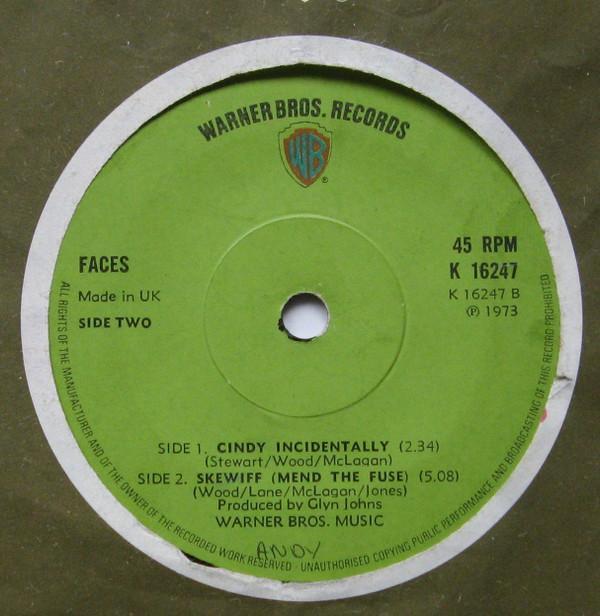 WARNER BROS. RECORDS
WB
®
FACES
Made in UK
SIDE TWO
45 RPM
K 16247
K 16247 B
℗ 1973
SIDE 1. CINDY INCIDENTALLY (2.34)
(Stewart/Wood/McLagan)
SIDE 2. SKEWIFF (MEND THE FUSE) (5.08)
(Wood/Lane/McLagan/Jones)
Produced by Glyn Johns
WARNER BROS. MUSIC
ANDY
ALL RIGHTS OF THE MANUFACTURER AND OF THE OWNER OF THE RECORDED WORK RESERVED · UNAUTHORISED COPYING PUBLIC PERFORMANCE AND BROADCASTING OF THIS RECORD PROHIBITED